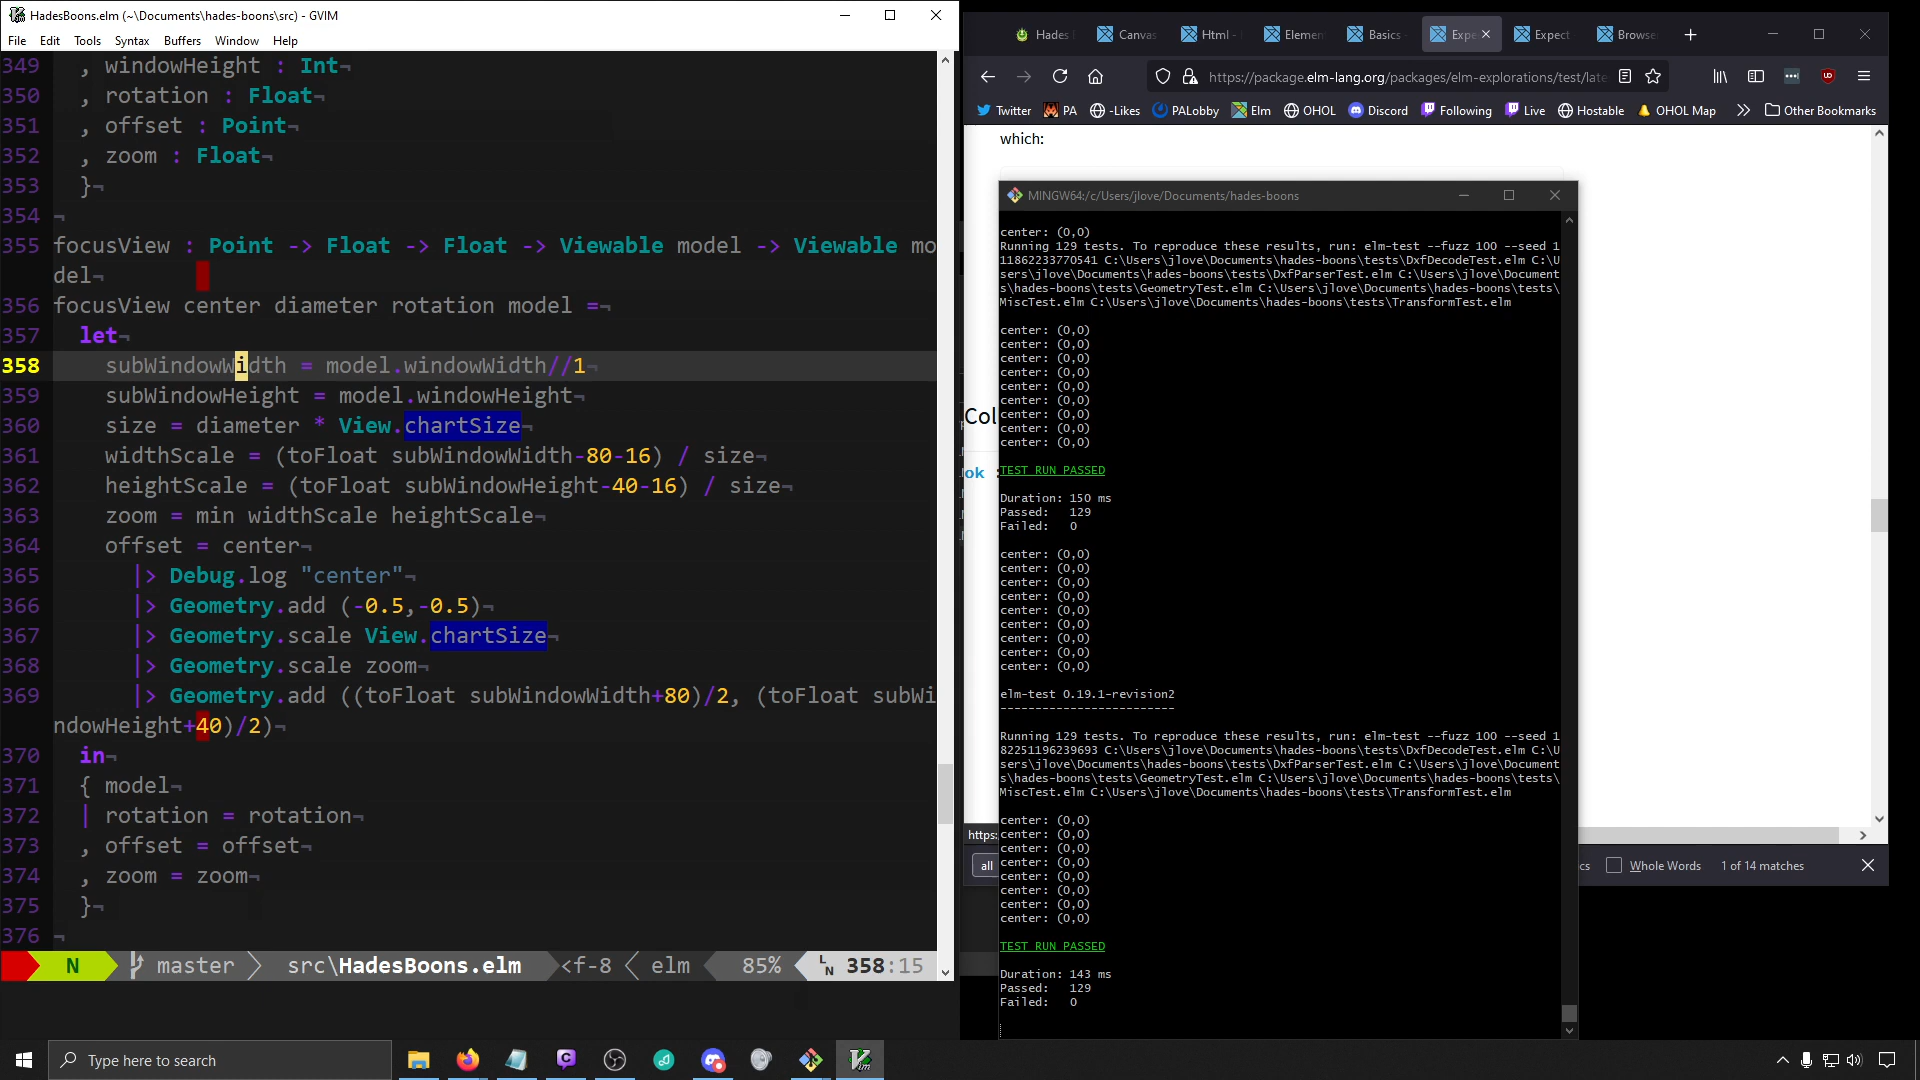 HadesBoons.elm (~\Documents\hades-boons\src) - GVIM
File Edit Tools Syntax Buffers Window Help
349 , windowHeight : Int¬
350 , rotation : Float¬
351 , offset : Point¬
352 , zoom : Float¬
353 }¬
354 ¬
355 focusView : Point -> Float -> Float -> Viewable model -> Viewable mo
del¬
356 focusView center diameter rotation model =¬
357 let¬
358 subWindowWidth = model.windowWidth//1¬
359 subWindowHeight = model.windowHeight¬
360 size = diameter * View.chartSize¬
361 widthScale = (toFloat subWindowWidth-80-16) / size¬
362 heightScale = (toFloat subWindowHeight-40-16) / size¬
363 zoom = min widthScale heightScale¬
364 offset = center¬
365 |> Debug.log "center"¬
366 |> Geometry.add (-0.5,-0.5)¬
367 |> Geometry.scale View.chartSize¬
368 |> Geometry.scale zoom¬
369 |> Geometry.add ((toFloat subWindowWidth+80)/2, (toFloat subWi
ndowHeight+40)/2)¬
370 in¬
371 { model¬
372 | rotation = rotation¬
373 , offset = offset¬
374 , zoom = zoom¬
375 }¬
376 ¬
N master src\HadesBoons.elm <f-8 elm 85% LN 358:15
Hades Canvas Html - Elemen Basics Expe Expect Browse
https://package.elm-lang.org/packages/elm-explorations/test/late
Twitter PA -Likes PALobby Elm OHOL Discord Following Live Hostable OHOL Map Other Bookmarks
which:
Col
ok :
https:
all
cs Whole Words 1 of 14 matches
MINGW64:/c/Users/jlove/Documents/hades-boons
center: (0,0)
Running 129 tests. To reproduce these results, run: elm-test --fuzz 100 --seed 1
11862233770541 C:\Users\jlove\Documents\hades-boons\tests\DxfDecodeTest.elm C:\U
sers\jlove\Documents\hades-boons\tests\DxfParserTest.elm C:\Users\jlove\Document
s\hades-boons\tests\GeometryTest.elm C:\Users\jlove\Documents\hades-boons\tests\
MiscTest.elm C:\Users\jlove\Documents\hades-boons\tests\TransformTest.elm
center: (0,0)
center: (0,0)
center: (0,0)
center: (0,0)
center: (0,0)
center: (0,0)
center: (0,0)
center: (0,0)
center: (0,0)
TEST RUN PASSED
Duration: 150 ms
Passed: 129
Failed: 0
center: (0,0)
center: (0,0)
center: (0,0)
center: (0,0)
center: (0,0)
center: (0,0)
center: (0,0)
center: (0,0)
center: (0,0)
elm-test 0.19.1-revision2
-------------------------
Running 129 tests. To reproduce these results, run: elm-test --fuzz 100 --seed 1
82251196239693 C:\Users\jlove\Documents\hades-boons\tests\DxfDecodeTest.elm C:\U
sers\jlove\Documents\hades-boons\tests\DxfParserTest.elm C:\Users\jlove\Document
s\hades-boons\tests\GeometryTest.elm C:\Users\jlove\Documents\hades-boons\tests\
MiscTest.elm C:\Users\jlove\Documents\hades-boons\tests\TransformTest.elm
center: (0,0)
center: (0,0)
center: (0,0)
center: (0,0)
center: (0,0)
center: (0,0)
center: (0,0)
center: (0,0)
TEST RUN PASSED
Duration: 143 ms
Passed: 129
Failed: 0
Type here to search